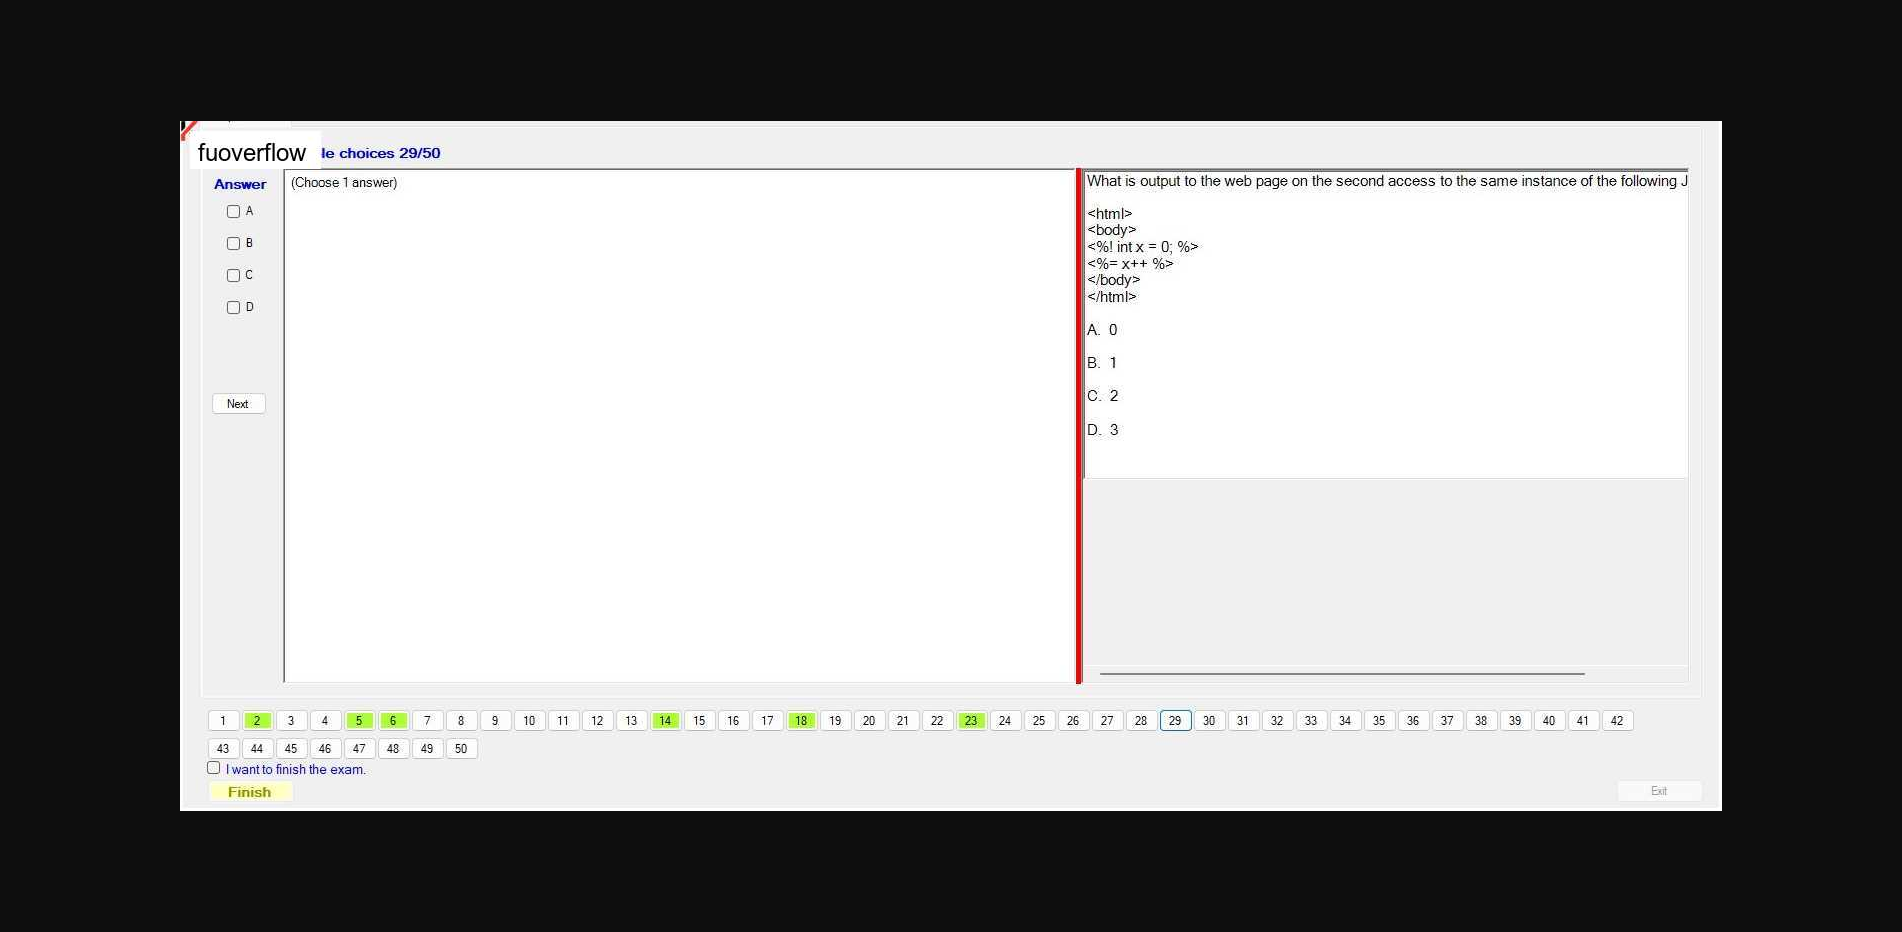 fuoverflow
le choices 29/50
Answer
A
B
C
D
Next
(Choose 1 answer)
What is output to the web page on the second access to the same instance of the following J
<html>
<body>
<%! int x = 0; %>
<%= x++ %>
</body>
</html>
A. 0
B. 1
C. 2
D. 3
1 2 3 4 5 6 7 8 9 10 11 12 13 14 15 16 17 18 19 20 21 22 23 24 25 26 27 28 29 30 31 32 33 34 35 36 37 38 39 40 41 42
43 44 45 46 47 48 49 50
I want to finish the exam.
Finish
Exit